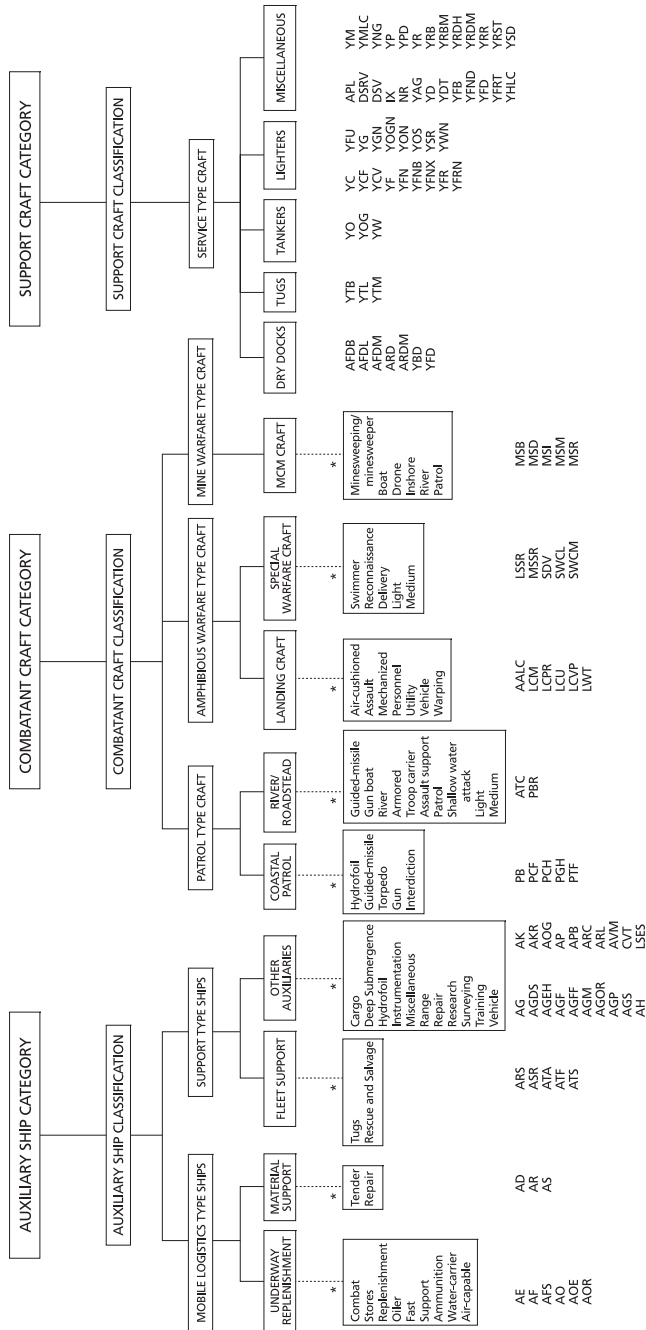 AUXILIARY SHIP CATEGORY
AUXILIARY SHIP CLASSIFICATION
MOBILE LOGISTICS TYPE SHIPS
SUPPORT TYPE SHIPS
UNDERWAY
REPLENISHMENT
MATERIAL
SUPPORT
FLEET SUPPORT
OTHER
AUXILIARIES
*
*
*
*
Combat
Stores
Replenishment
Oiler
Fast
Support
Ammunition
Water-carrier
Air-capable
Tender
Repair
Tugs
Rescue and Salvage
Cargo
Deep Submergence
Hydrofoil
Instrumentation
Miscellaneous
Range
Repair
Research
Surveying
Training
Vehicle
AE
AF
AFS
AO
AOE
AOR
AD
AR
AS
ARS
ASR
ATA
ATF
ATS
AG
AGDS
AGEH
AGF
AGFF
AGM
AGOR
AGP
AGS
AH
AK
AKR
AOG
AP
APB
ARC
ARL
AVM
CVT
LSES
COMBATANT CRAFT CATEGORY
COMBATANT CRAFT CLASSIFICATION
PATROL TYPE CRAFT
AMPHIBIOUS WARFARE TYPE CRAFT
MINE WARFARE TYPE CRAFT
COASTAL
PATROL
RIVER/
ROADSTEAD
LANDING CRAFT
SPECIAL
WARFARE CRAFT
MCM CRAFT
*
*
*
*
*
Hydrofoil
Guided-missile
Torpedo
Gun
Interdiction
Guided-missile
Gun boat
River
Armored
Troop carrier
Assault support
Patrol
Shallow water
attack
Light
Medium
Air-cushioned
Assault
Mechanized
Personnel
Utility
Vehicle
Warping
Swimmer
Reconnaissance
Delivery
Light
Medium
Minesweeping/
minesweeper
Boat
Drone
Inshore
River
Patrol
PB
PCF
PCH
PGH
PTF
ATC
PBR
AALC
LCM
LCPR
LCU
LCVP
LWT
LSSR
MSSR
SDV
SWCL
SWCM
MSB
MSD
MSI
MSM
MSR
SUPPORT CRAFT CATEGORY
SUPPORT CRAFT CLASSIFICATION
SERVICE TYPE CRAFT
DRY DOCKS
TUGS
TANKERS
LIGHTERS
MISCELLANEOUS
AFDB
AFDL
AFDM
ARD
ARDM
YBD
YFD
YTB
YTL
YTM
YO
YOG
YW
YC
YCF
YCV
YF
YFN
YFNB
YFNX
YFR
YFRN
YFU
YG
YGN
YOGN
YON
YOS
YSR
YWN
APL
DSRV
DSV
IX
NR
YAG
YD
YDT
YFB
YFND
YFD
YFRT
YHLC
YM
YMLC
YNG
YP
YPD
YR
YRB
YRBM
YRDH
YRDM
YRR
YRST
YSD